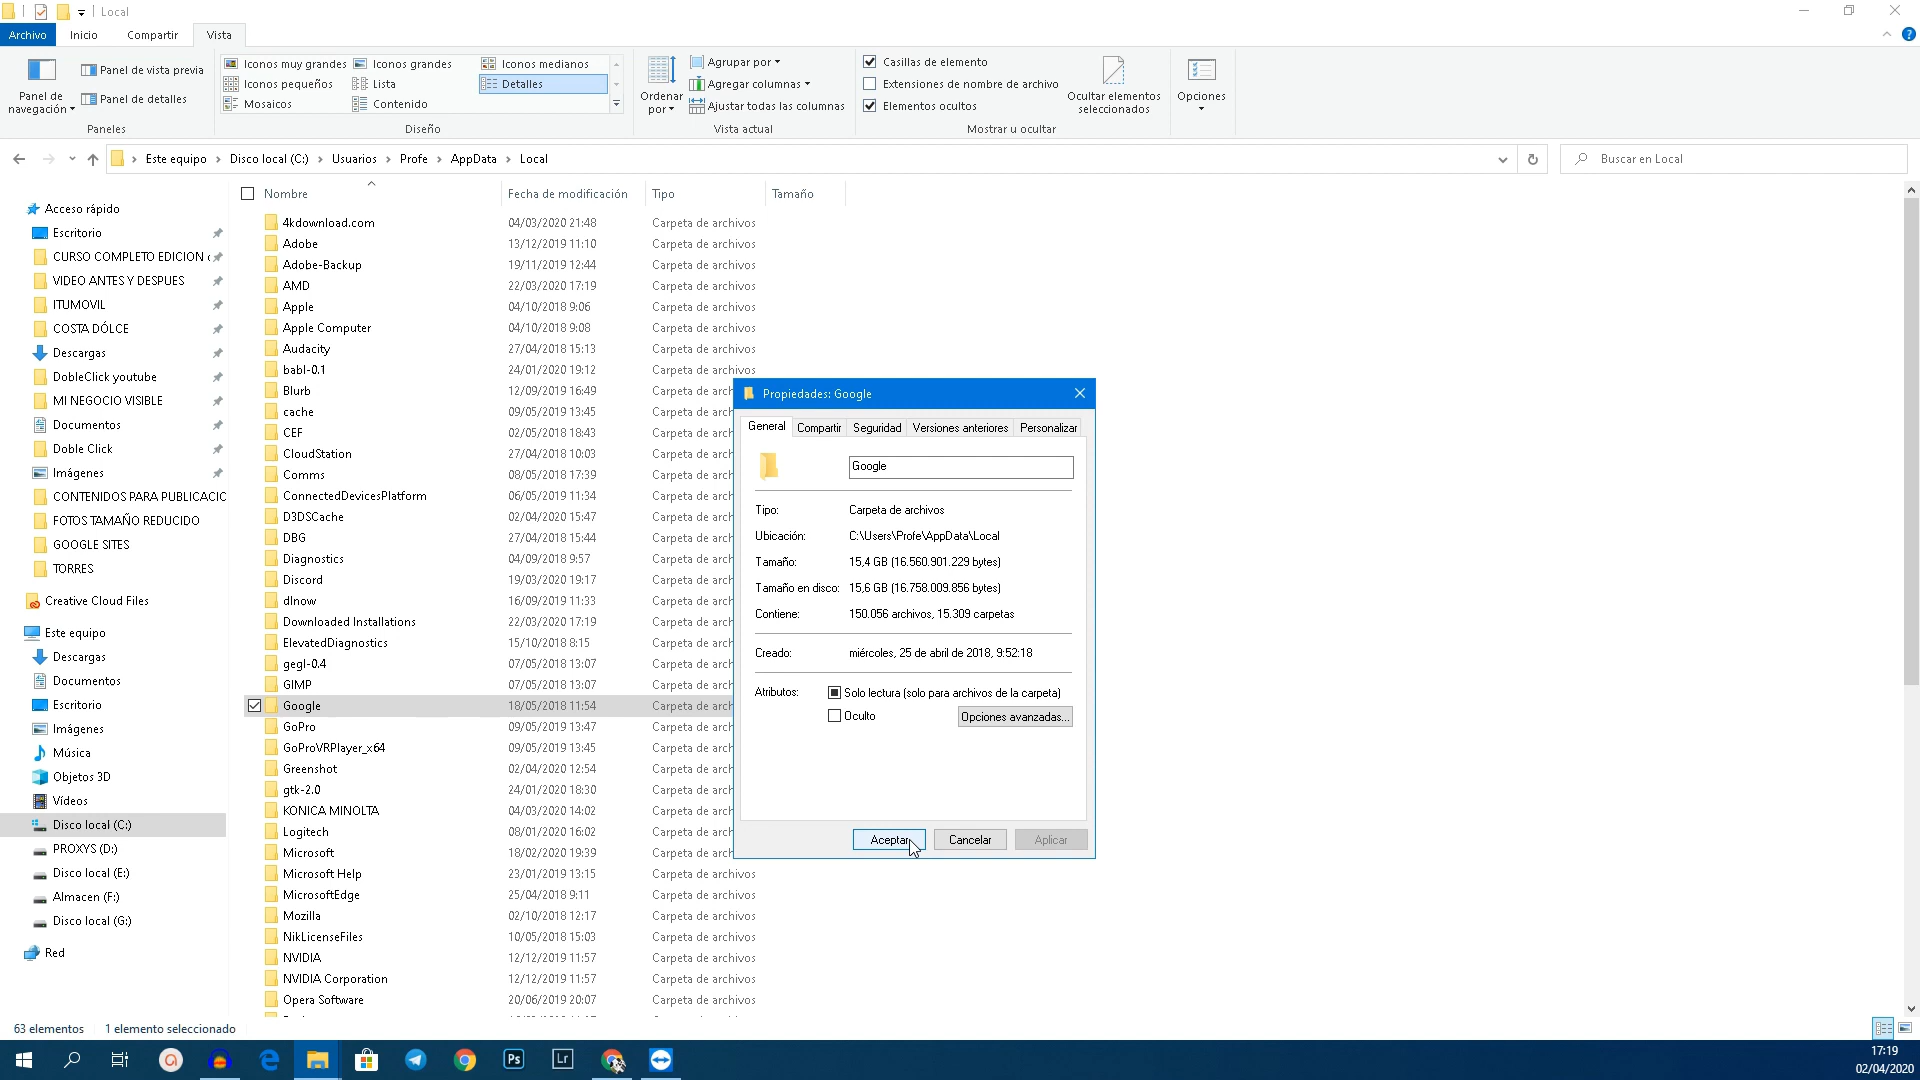 Local
Archivo Inicio Compartir Vista
Panel de navegación
Panel de vista previa
Panel de detalles
Paneles
Iconos muy grandes Iconos grandes Iconos medianos
Iconos pequeños Lista Detalles
Mosaicos Contenido
Diseño
Ordenar por
Agrupar por
Agregar columnas
Ajustar todas las columnas
Vista actual
Casillas de elemento
Extensiones de nombre de archivo
Elementos ocultos
Ocultar elementos seleccionados
Mostrar u ocultar
Opciones
Este equipo > Disco local (C:) > Usuarios > Profe > AppData > Local
Buscar en Local
Acceso rápido
Escritorio
CURSO COMPLETO EDICION
VIDEO ANTES Y DESPUES
ITUMOVIL
COSTA DÓLCE
Descargas
DobleClick youtube
MI NEGOCIO VISIBLE
Documentos
Doble Click
Imágenes
CONTENIDOS PARA PUBLICACIC
FOTOS TAMAÑO REDUCIDO
GOOGLE SITES
TORRES
Creative Cloud Files
Este equipo
Descargas
Documentos
Escritorio
Imágenes
Música
Objetos 3D
Vídeos
Disco local (C:)
PROXYS (D:)
Disco local (E:)
Almacen (F:)
Disco local (G:)
Red
Nombre Fecha de modificación Tipo Tamaño
4kdownload.com 04/03/2020 21:48 Carpeta de archivos
Adobe 13/12/2019 11:10 Carpeta de archivos
Adobe-Backup 19/11/2019 12:44 Carpeta de archivos
AMD 22/03/2020 17:19 Carpeta de archivos
Apple 04/10/2018 9:06 Carpeta de archivos
Apple Computer 04/10/2018 9:08 Carpeta de archivos
Audacity 27/04/2018 15:13 Carpeta de archivos
babl-0.1 24/01/2020 19:12 Carpeta de archivos
Blurb 12/09/2019 16:49 Carpeta de arch
cache 09/05/2019 13:45 Carpeta de arch
CEF 02/05/2018 18:43 Carpeta de arch
CloudStation 27/04/2018 10:03 Carpeta de arch
Comms 08/05/2018 17:39 Carpeta de arch
ConnectedDevicesPlatform 06/05/2019 11:34 Carpeta de arch
D3DSCache 02/04/2020 15:47 Carpeta de arch
DBG 27/04/2018 15:44 Carpeta de arch
Diagnostics 04/09/2018 9:57 Carpeta de arch
Discord 19/03/2020 19:17 Carpeta de arch
dlnow 16/09/2019 11:33 Carpeta de arch
Downloaded Installations 22/03/2020 17:19 Carpeta de arch
ElevatedDiagnostics 15/10/2018 8:15 Carpeta de arch
gegl-0.4 07/05/2018 13:07 Carpeta de arch
GIMP 07/05/2018 13:07 Carpeta de arch
Google 18/05/2018 11:54 Carpeta de arch
GoPro 09/05/2019 13:47 Carpeta de arch
GoProVRPlayer_x64 09/05/2019 13:45 Carpeta de arch
Greenshot 02/04/2020 12:54 Carpeta de arch
gtk-2.0 24/01/2020 18:30 Carpeta de arch
KONICA MINOLTA 04/03/2020 14:02 Carpeta de arch
Logitech 08/01/2020 16:02 Carpeta de arch
Microsoft 18/02/2020 19:39 Carpeta de arch
Microsoft Help 23/01/2019 13:15 Carpeta de archivos
MicrosoftEdge 25/04/2018 9:11 Carpeta de archivos
Mozilla 02/10/2018 12:17 Carpeta de archivos
NikLicenseFiles 10/05/2018 15:03 Carpeta de archivos
NVIDIA 12/12/2019 11:57 Carpeta de archivos
NVIDIA Corporation 12/12/2019 11:57 Carpeta de archivos
Opera Software 20/06/2019 20:07 Carpeta de archivos
Propiedades: Google
General Compartir Seguridad Versiones anteriores Personalizar
Google
Tipo: Carpeta de archivos
Ubicación: C:\Users\Profe\AppData\Local
Tamaño: 15,4 GB (16.560.901.229 bytes)
Tamaño en disco: 15,6 GB (16.758.009.856 bytes)
Contiene: 150.056 archivos, 15.309 carpetas
Creado: miércoles, 25 de abril de 2018, 9:52:18
Atributos: Solo lectura (solo para archivos de la carpeta)
Oculto Opciones avanzadas...
Aceptar Cancelar Aplicar
63 elementos 1 elemento seleccionado
Ps Lr
17:19
02/04/2020